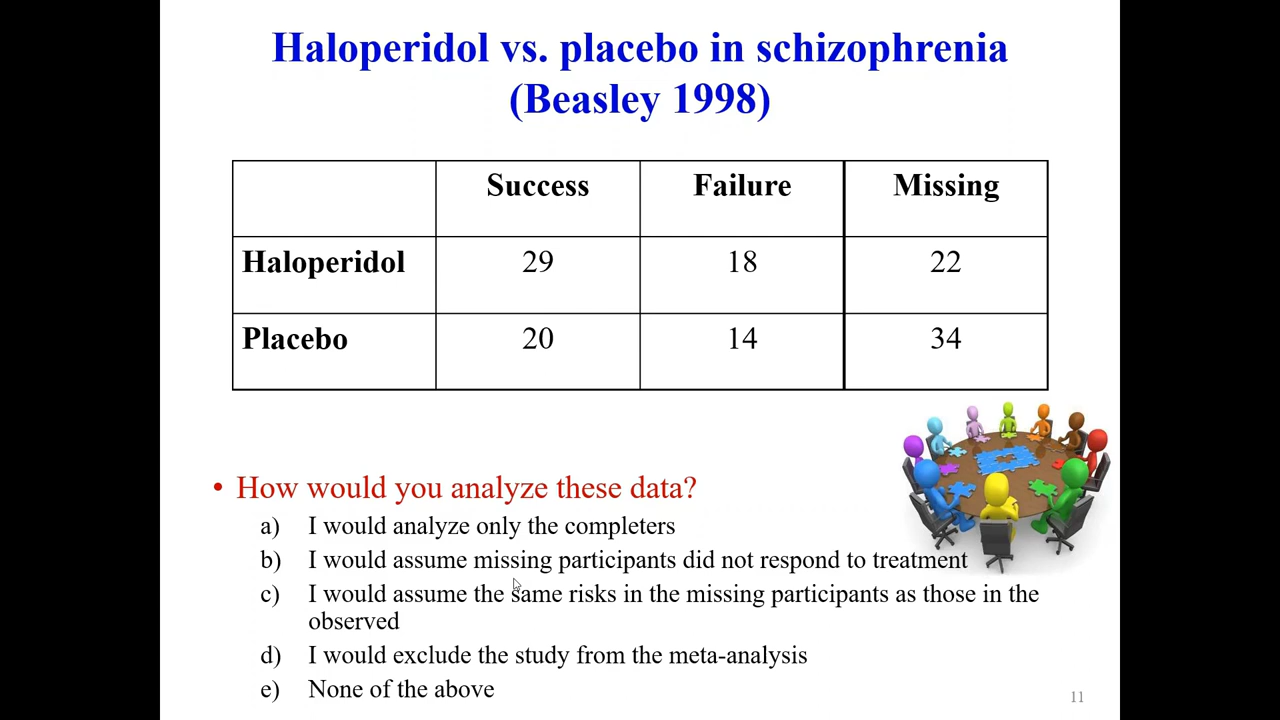 Haloperidol vs. placebo in schizophrenia
(Beasley 1998)
Success Failure Missing
Haloperidol 29 18 22
Placebo 20 14 34
• How would you analyze these data?
a) I would analyze only the completers
b) I would assume missing participants did not respond to treatment
c) I would assume the same risks in the missing participants as those in the
observed
d) I would exclude the study from the meta-analysis
e) None of the above
11